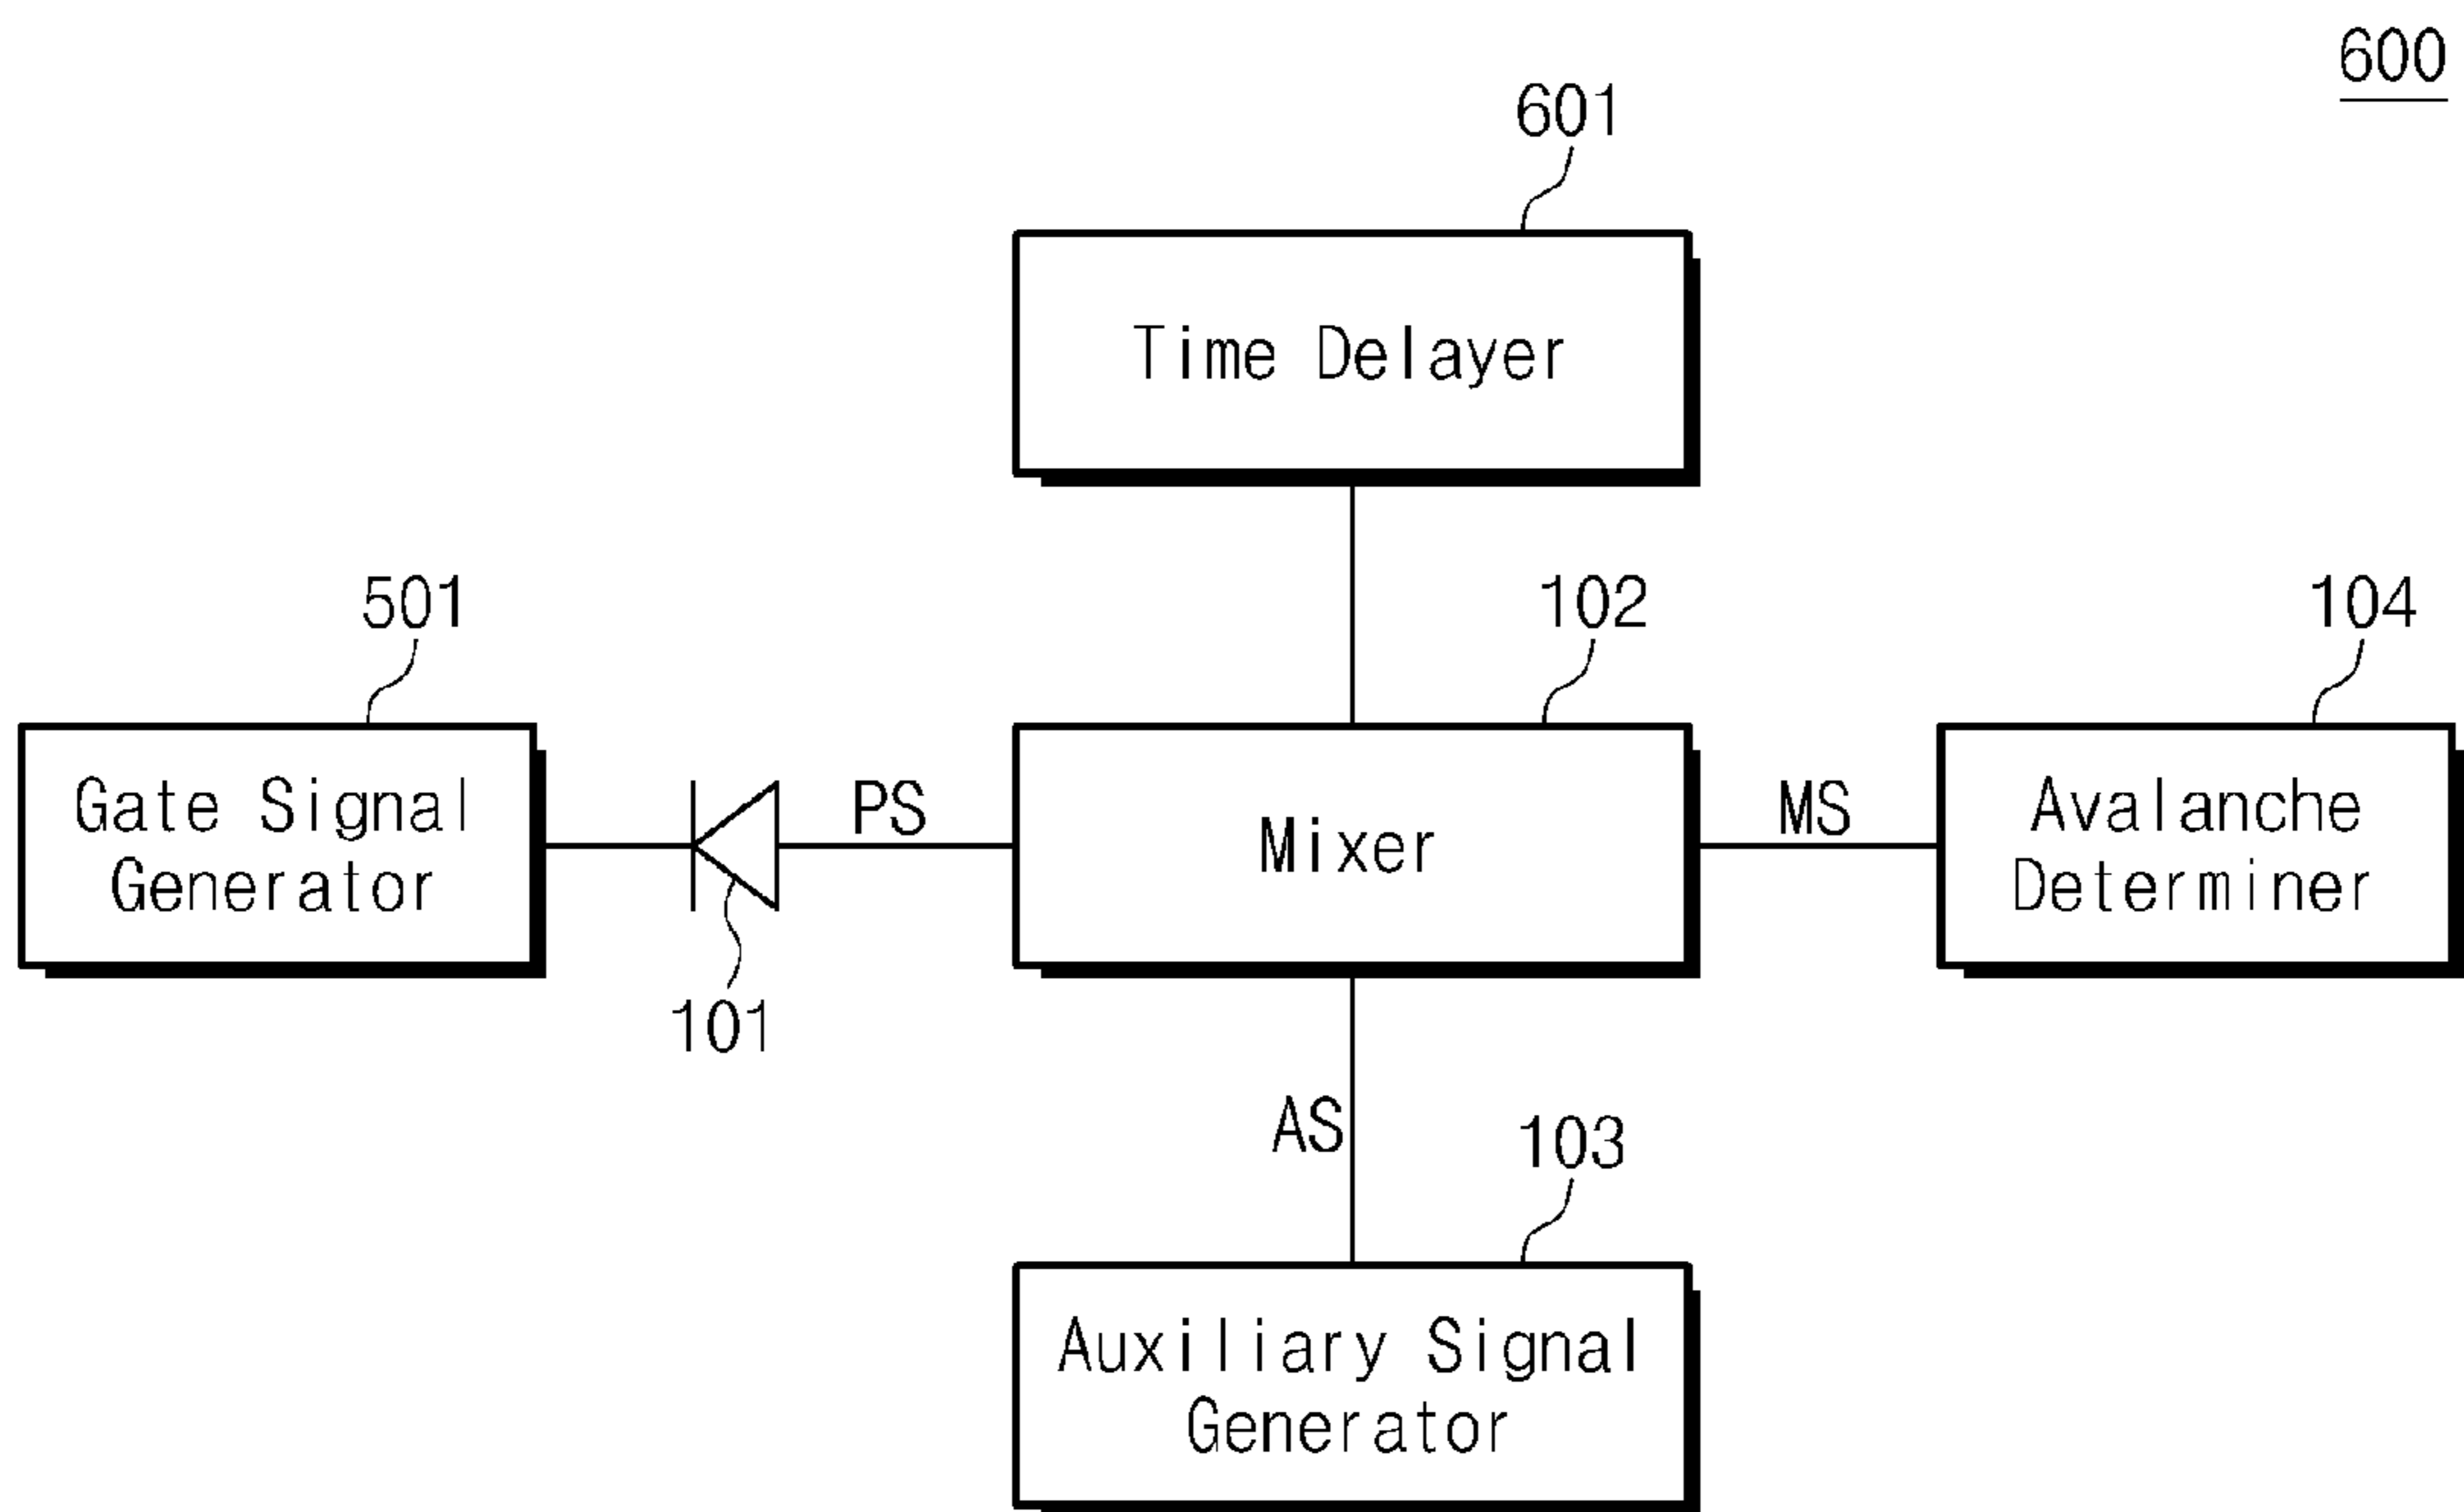 600
601
Time Delayer
501
102
104
Gate Signal
Generator
PS
Mixer
MS
Avalanche
Determiner
101
AS
103
Auxiliary Signal
Generator